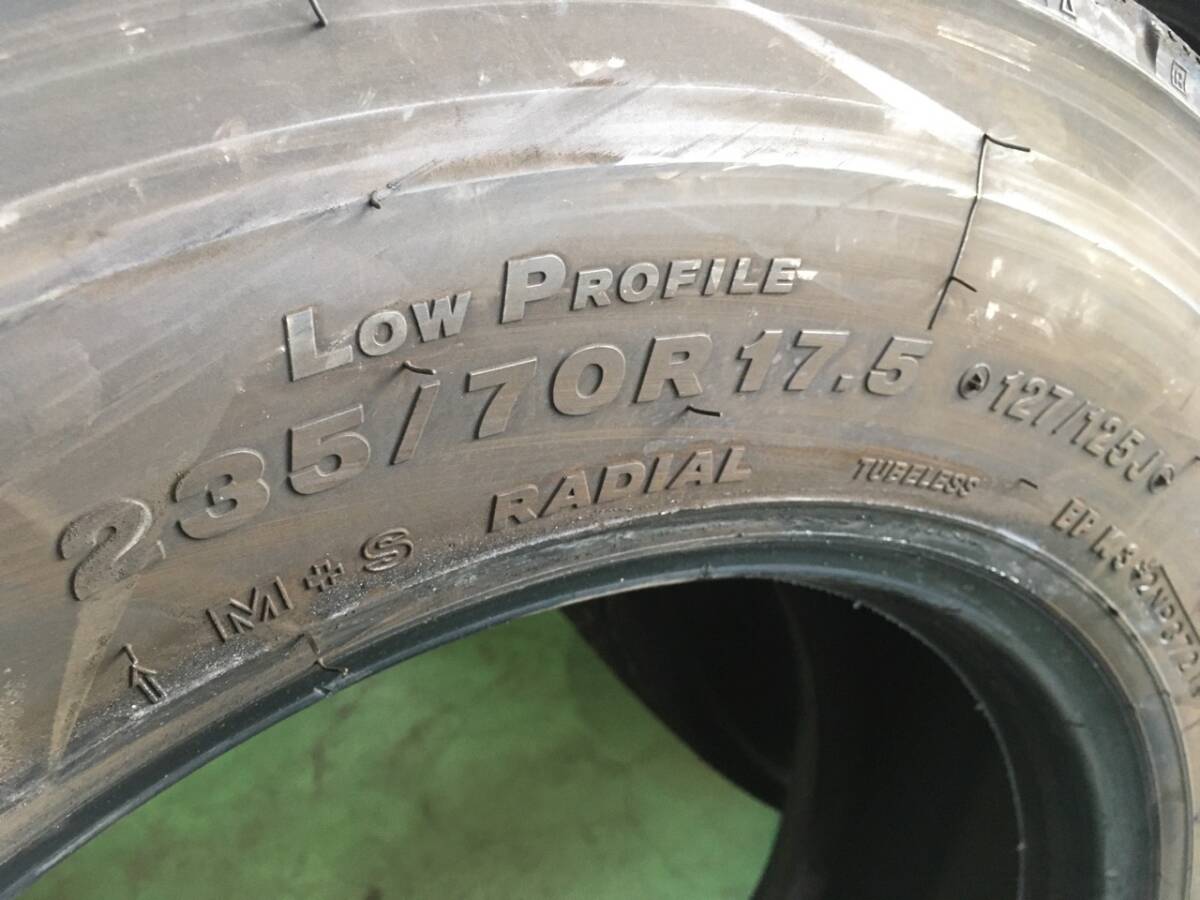 LOW PROFILE
235/70R17.5 127/125J
M+S RADIAL TUBELESS